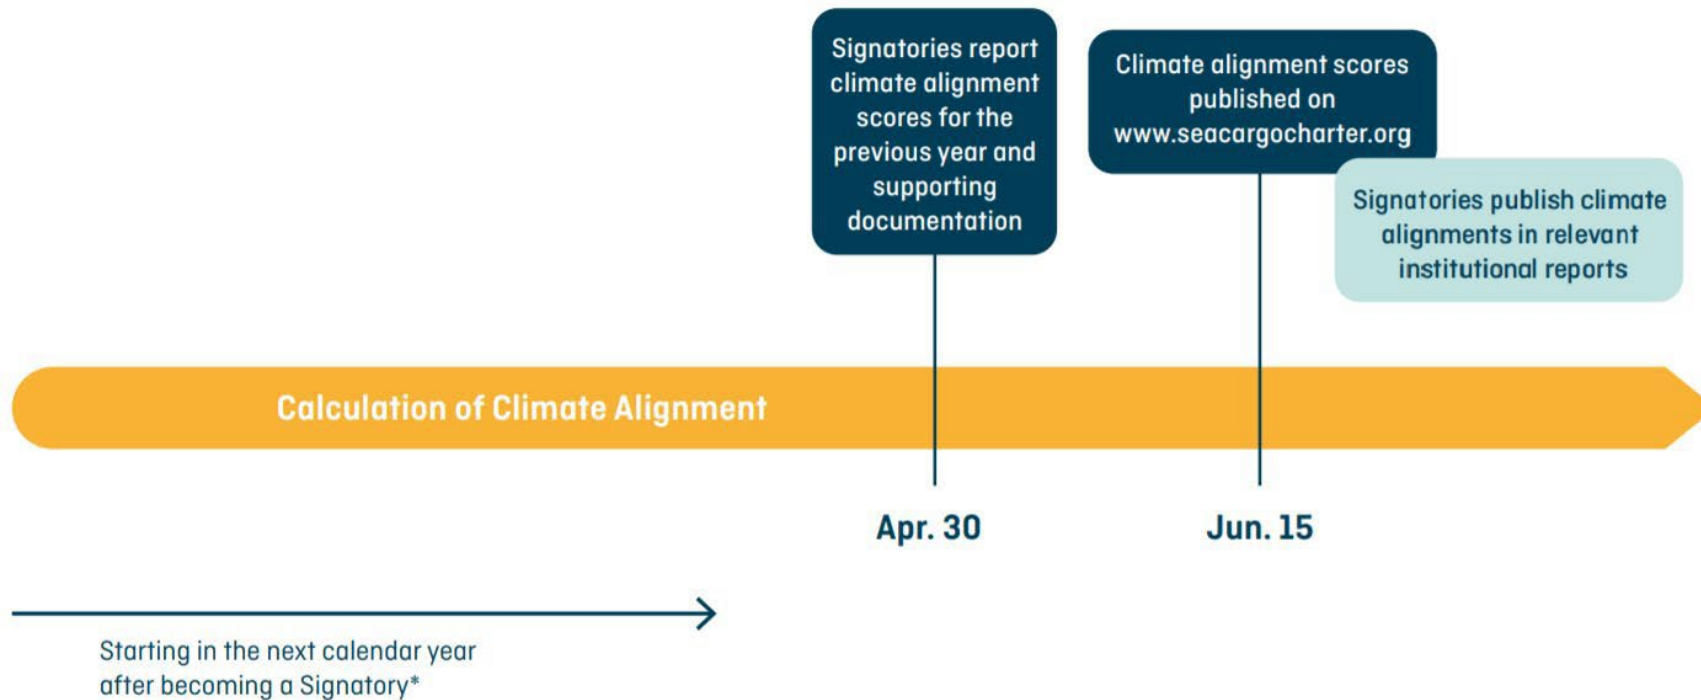 Signatories report
climate alignment
scores for the
previous year and
supporting
documentation
Climate alignment scores
published on
www.seacargocharter.org
Signatories publish climate
alignments in relevant
institutional reports
Calculation of Climate Alignment
Apr. 30
Jun. 15
Starting in the next calendar year
after becoming a Signatory*